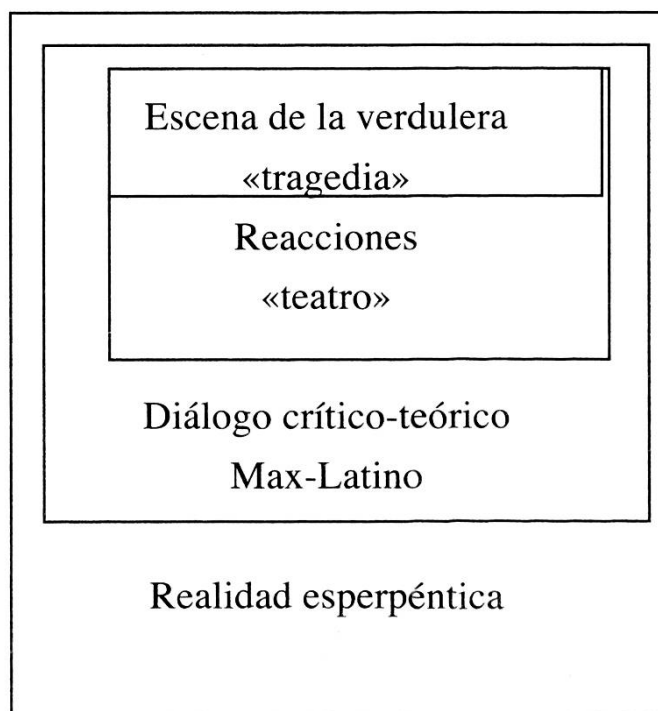 Escena de la verdulera
«tragedia»
Reacciones
«teatro»
Diálogo crítico-teórico
Max-Latino
Realidad esperpéntica